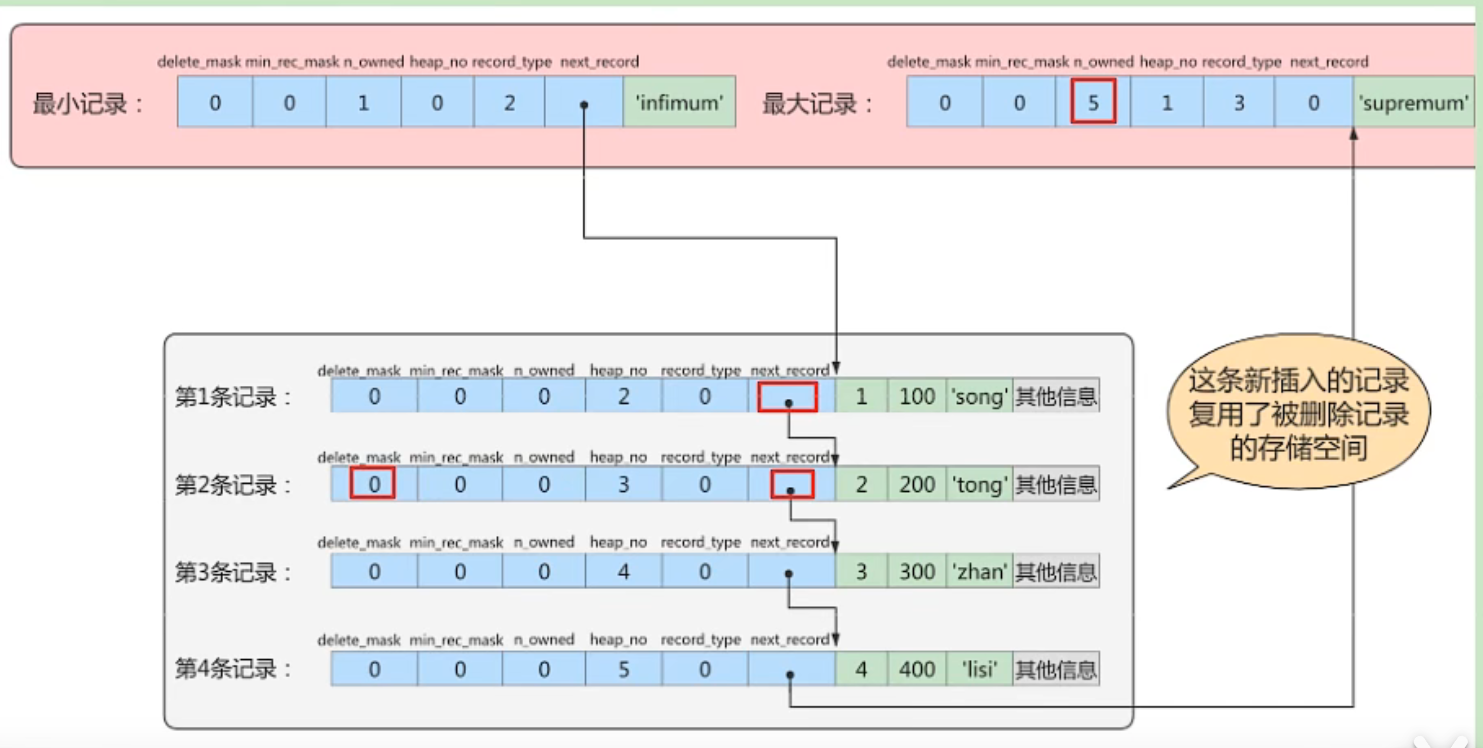 delete_mask min_rec_mask n_owned heap_no record_type next_record
最小记录： 0 0 1 0 2 'infimum'
delete_mask min_rec_mask n_owned heap_no record_type next_record
最大记录： 0 0 5 1 3 0 'supremum'
delete_mask min_rec_mask n_owned heap_no record_type next_record
第1条记录： 0 0 0 2 0 1 100 'song' 其他信息
delete_mask min_rec_mask n_owned heap_no record_type next_record
第2条记录： 0 0 0 3 0 2 200 'tong' 其他信息
delete_mask min_rec_mask n_owned heap_no record_type next_record
第3条记录： 0 0 0 4 0 3 300 'zhan' 其他信息
delete_mask min_rec_mask n_owned heap_no record_type next_record
第4条记录： 0 0 0 5 0 4 400 'lisi' 其他信息
这条新插入的记录
复用了被删除记录
的存储空间